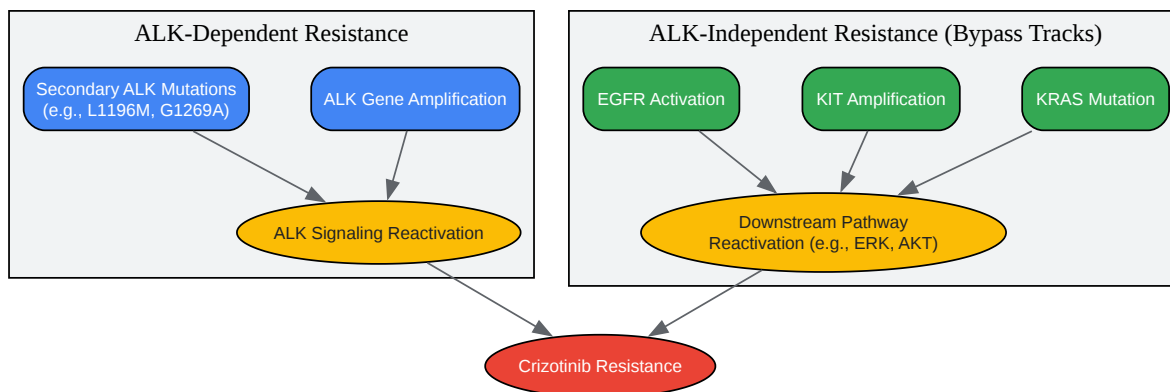 ALK-Dependent Resistance
Secondary ALK Mutations
(e.g., L1196M, G1269A)
ALK Gene Amplification
ALK Signaling Reactivation
ALK-Independent Resistance (Bypass Tracks)
EGFR Activation
KIT Amplification
KRAS Mutation
Downstream Pathway
Reactivation (e.g., ERK, AKT)
Crizotinib Resistance